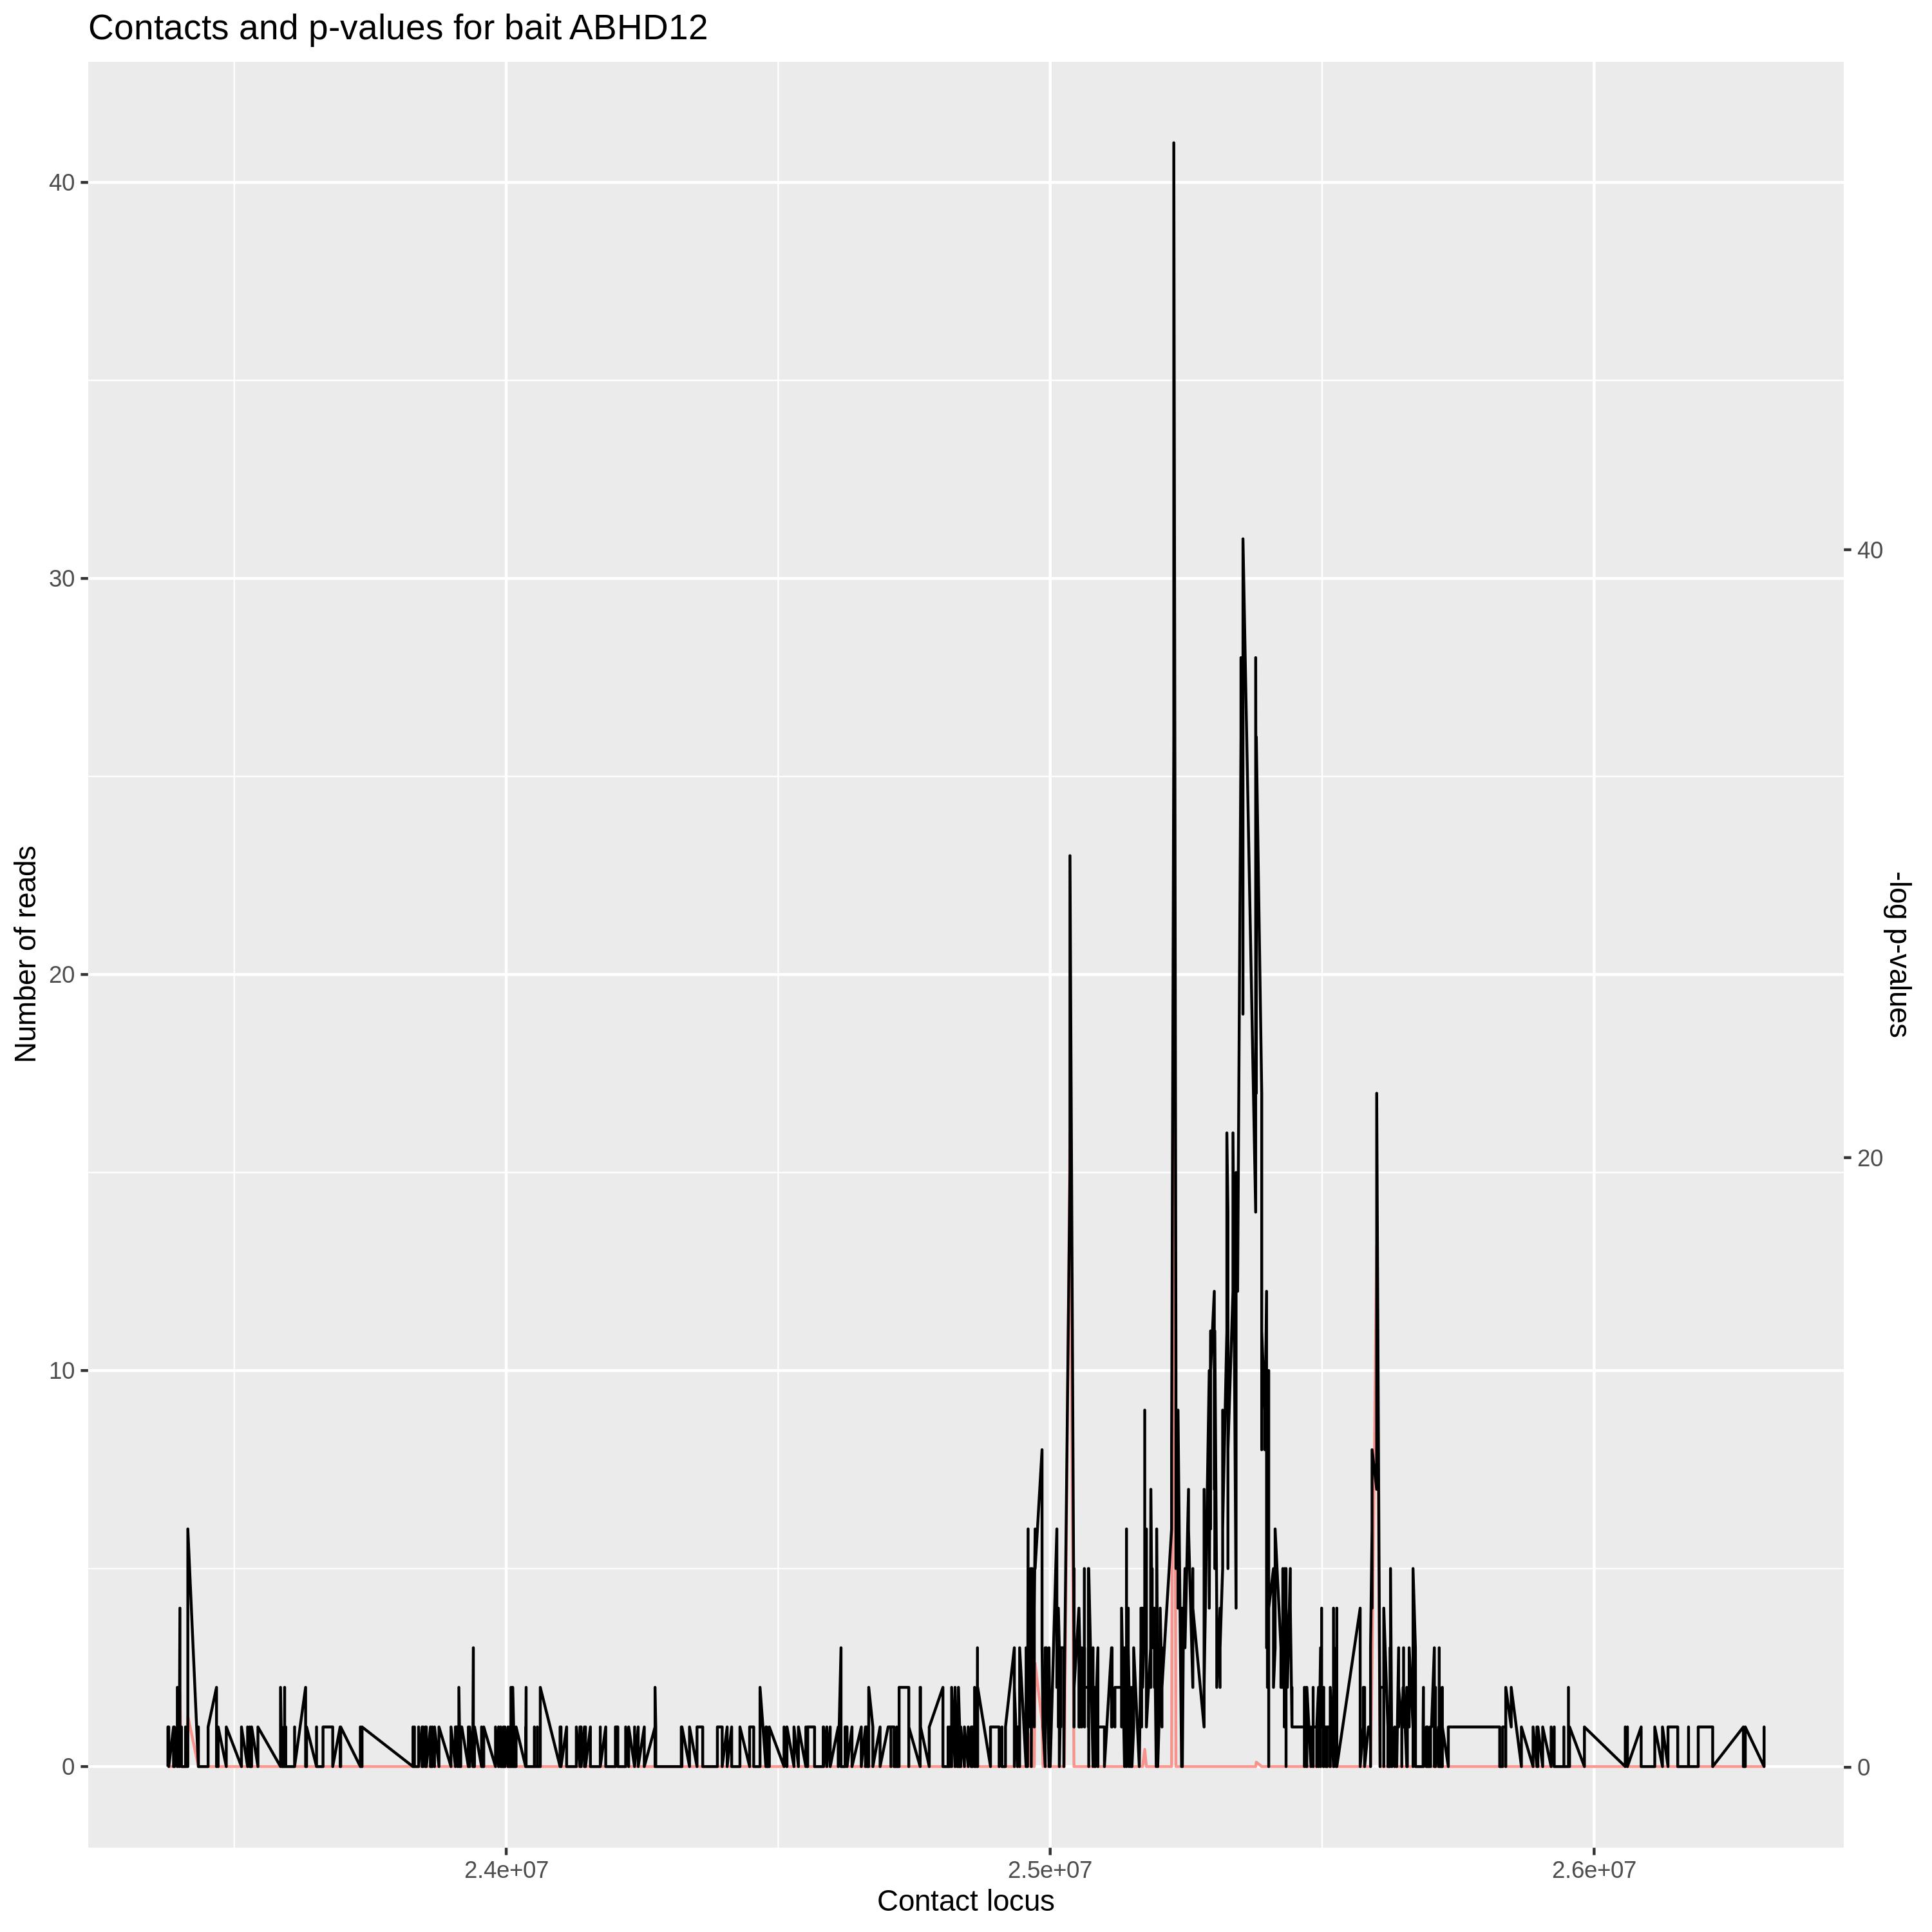 Contacts and p-values for bait ABHD12
40
30
20
10
0
Number of reads
40
20
0
-log p-values
2.4e+07
2.5e+07
2.6e+07
Contact locus